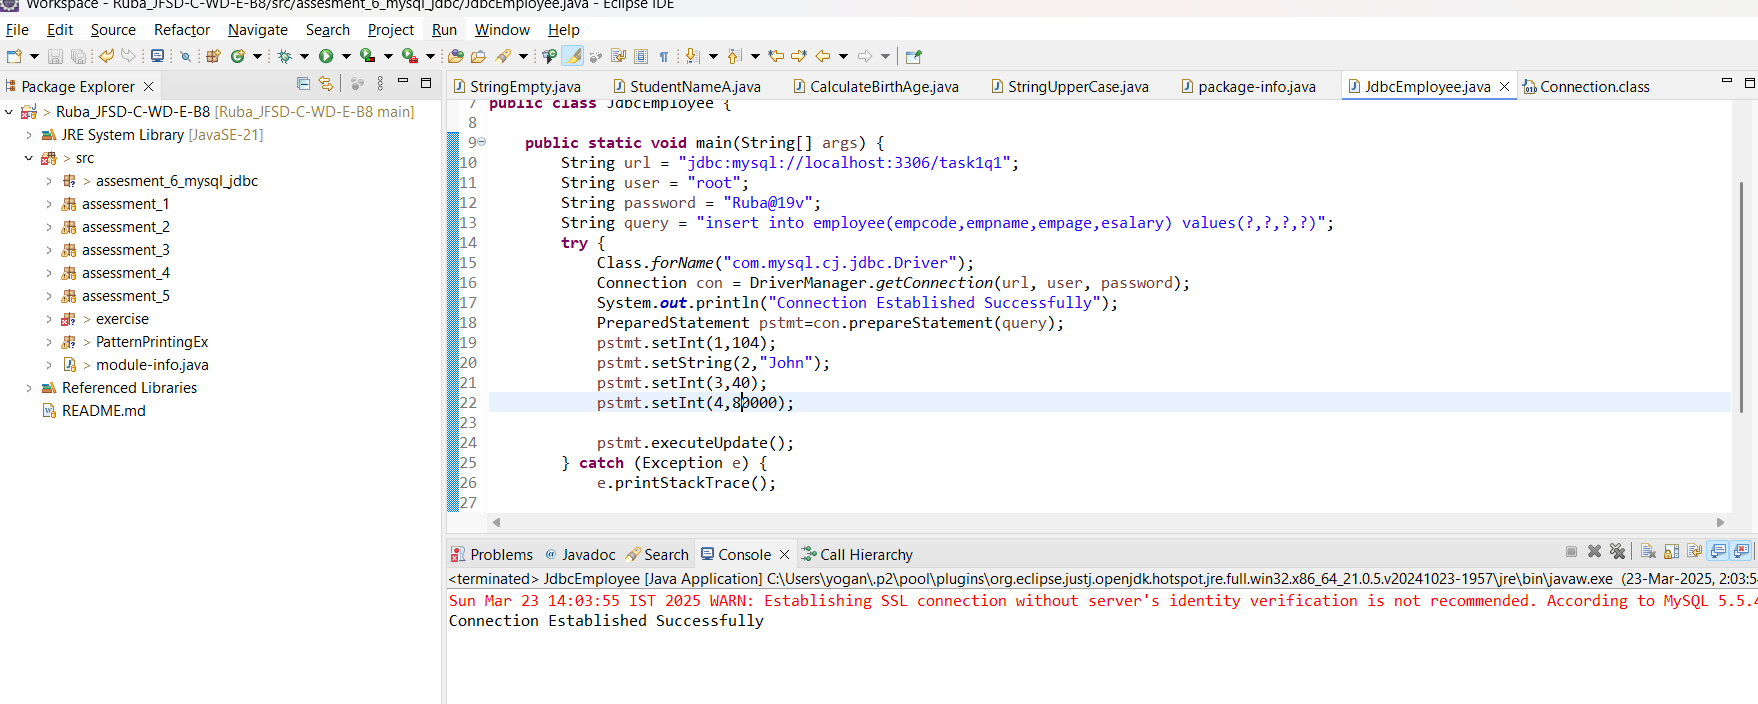 Workspace - Ruba_JFSD-C-WD-E-B8/src/assesment_6_mysql_jdbc/JdbcEmployee.java - Eclipse IDE
File Edit Source Refactor Navigate Search Project Run Window Help
Package Explorer
Ruba_JFSD-C-WD-E-B8 [Ruba_JFSD-C-WD-E-B8 main]
JRE System Library [JavaSE-21]
> src
> assesment_6_mysql_jdbc
assessment_1
assessment_2
assessment_3
assessment_4
assessment_5
> exercise
> PatternPrintingEx
> module-info.java
Referenced Libraries
README.md
StringEmpty.java StudentNameA.java CalculateBirthAge.java StringUpperCase.java package-info.java JdbcEmployee.java Connection.class
7 public class JdbcEmployee {
8
9 public static void main(String[] args) {
10 String url = "jdbc:mysql://localhost:3306/task1q1";
11 String user = "root";
12 String password = "Ruba@19v";
13 String query = "insert into employee(empcode,empname,empage,esalary) values(?,?,?,?)";
14 try {
15 Class.forName("com.mysql.cj.jdbc.Driver");
16 Connection con = DriverManager.getConnection(url, user, password);
17 System.out.println("Connection Established Successfully");
18 PreparedStatement pstmt=con.prepareStatement(query);
19 pstmt.setInt(1,104);
20 pstmt.setString(2,"John");
21 pstmt.setInt(3,40);
22 pstmt.setInt(4,80000);
23
24 pstmt.executeUpdate();
25 } catch (Exception e) {
26 e.printStackTrace();
27
Problems Javadoc Search Console Call Hierarchy
<terminated> JdbcEmployee [Java Application] C:\Users\yogan\.p2\pool\plugins\org.eclipse.justj.openjdk.hotspot.jre.full.win32.x86_64_21.0.5.v20241023-1957\jre\bin\javaw.exe (23-Mar-2025, 2:03:5
Sun Mar 23 14:03:55 IST 2025 WARN: Establishing SSL connection without server's identity verification is not recommended. According to MySQL 5.5.4
Connection Established Successfully